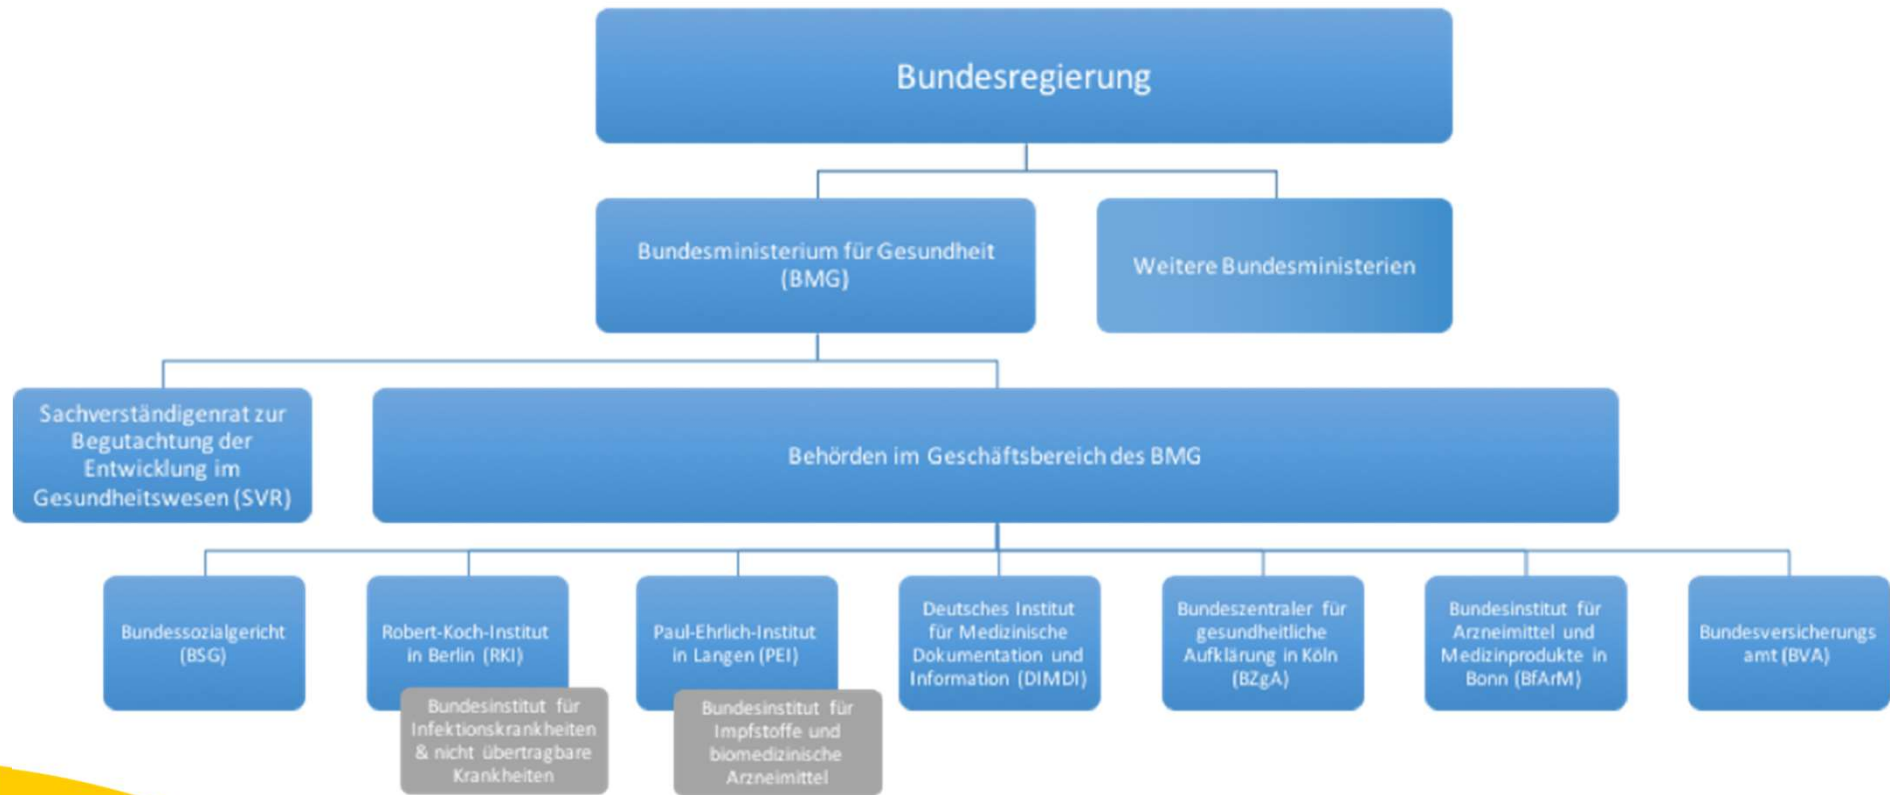 Bundesregierung
Bundesministerium für Gesundheit
(BMG)
Weitere Bundesministerien
Sachverständigenrat zur
Begutachtung der
Entwicklung im
Gesundheitswesen (SVR)
Behörden im Geschäftsbereich des BMG
Bundessozialgericht
(BSG)
Robert-Koch-Institut
in Berlin (RKI)
Bundesinstitut für
Infektionskrankheiten
& nicht übertragbare
Krankheiten
Paul-Ehrlich-Institut
in Langen (PEI)
Bundesinstitut für
Impfstoffe und
biomedizinische
Arzneimittel
Deutsches Institut
für Medizinische
Dokumentation und
Information (DIMDI)
Bundeszentraler für
gesundheitliche
Aufklärung in Köln
(BZgA)
Bundesinstitut für
Arzneimittel und
Medizinprodukte in
Bonn (BfArM)
Bundesversicherungs
amt (BVA)